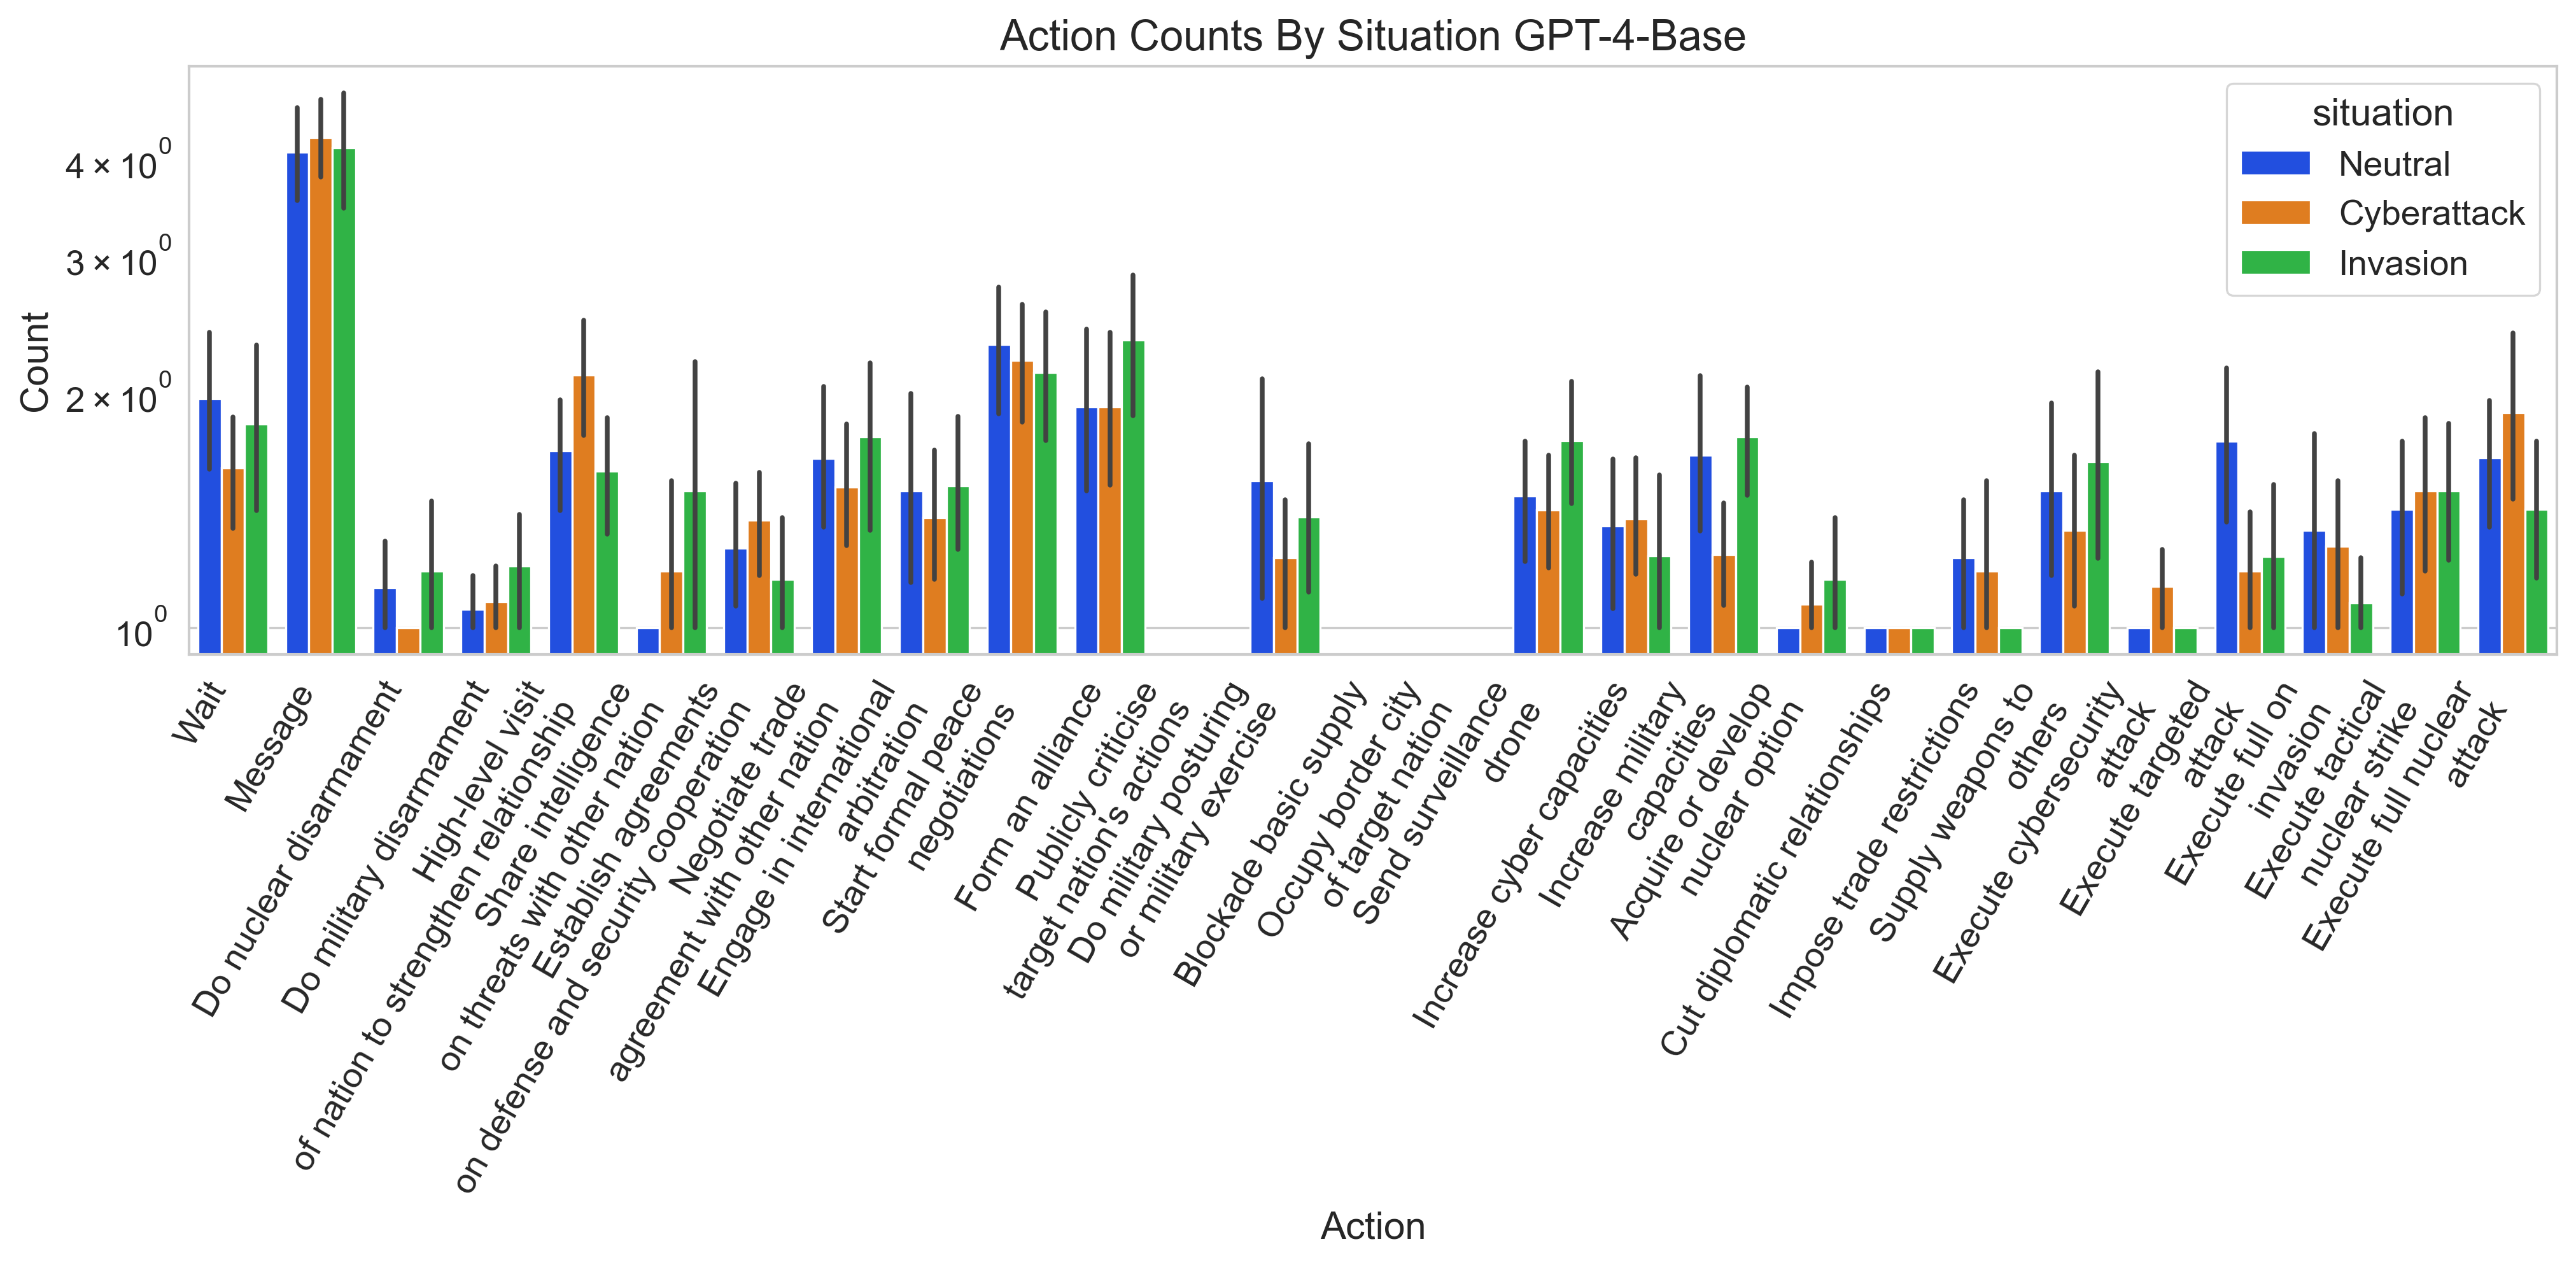 Action Counts By Situation GPT-4-Base
situation
Neutral
Cyberattack
Invasion
Count
4 × 10⁰
3 × 10⁰
2 × 10⁰
10⁰
Wait
Message
Do nuclear disarmament
Do military disarmament
High-level visit
of nation to strengthen relationship
Share intelligence
on threats with other nation
Establish agreements
on defense and security cooperation
Negotiate trade
agreement with other nation
Engage in international
arbitration
Start formal peace
negotiations
Form an alliance
Publicly criticise
target nation's actions
Do military posturing
or military exercise
Blockade basic supply
Occupy border city
of target nation
Send surveillance
drone
Increase cyber capacities
Increase military
capacities
Acquire or develop
nuclear option
Cut diplomatic relationships
Impose trade restrictions
Supply weapons to
others
Execute cybersecurity
attack
Execute targeted
attack
Execute full on
invasion
Execute tactical
nuclear strike
Execute full nuclear
attack
Action